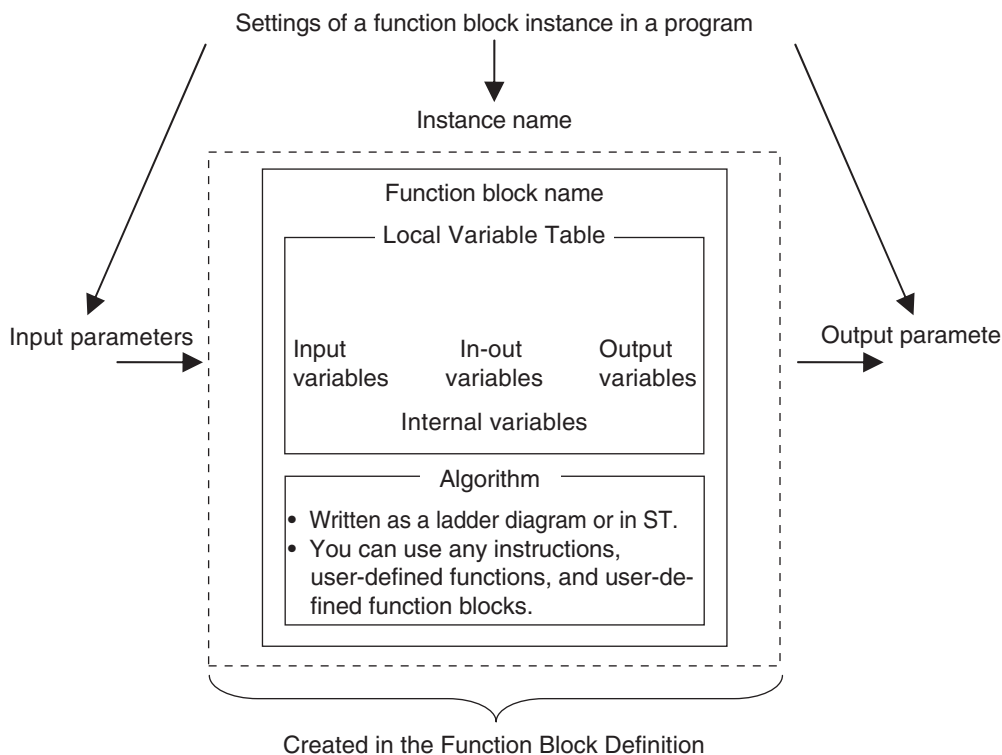 Settings of a function block instance in a program
Instance name
Function block name
Local Variable Table
Input parameters
Output paramete
Input
variables
In-out
variables
Output
variables
Internal variables
Algorithm
• Written as a ladder diagram or in ST.
• You can use any instructions,
user-defined functions, and user-de-
fined function blocks.
Created in the Function Block Definition